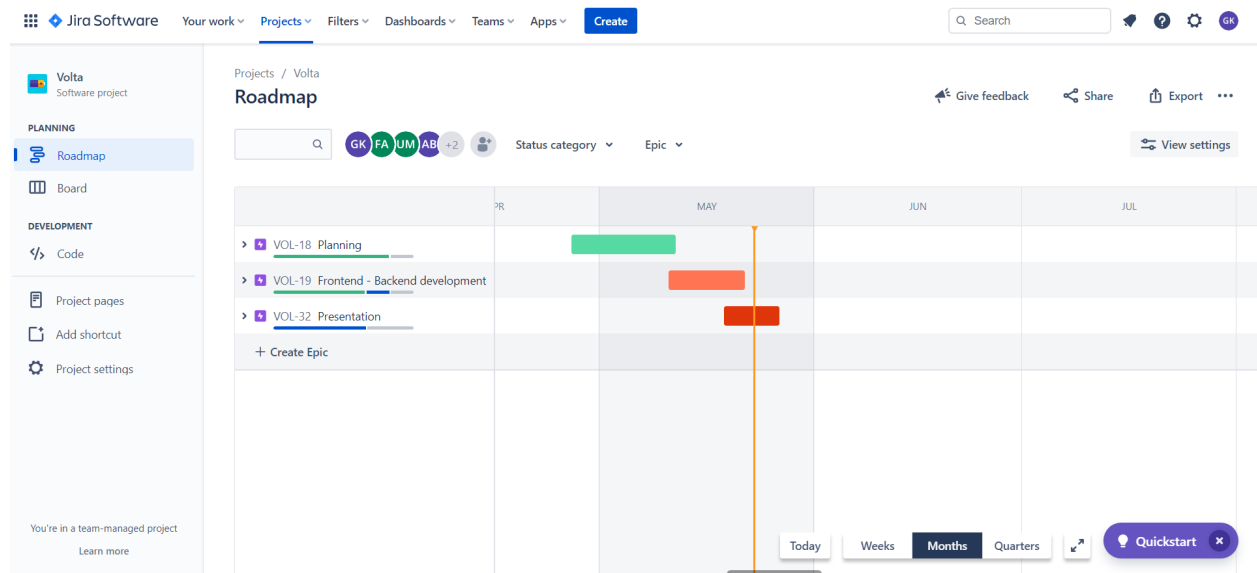 Jira Software Your work Projects Filters Dashboards Teams Apps Create Search GK
Volta
Software project
PLANNING
Roadmap
Board
DEVELOPMENT
Code
Project pages
Add shortcut
Project settings
You're in a team-managed project
Learn more
Projects / Volta
Roadmap
Give feedback Share Export
GK FA UM AB +2 Status category Epic View settings
PR MAY JUN JUL
VOL-18 Planning
VOL-19 Frontend - Backend development
VOL-32 Presentation
+ Create Epic
Today Weeks Months Quarters Quickstart